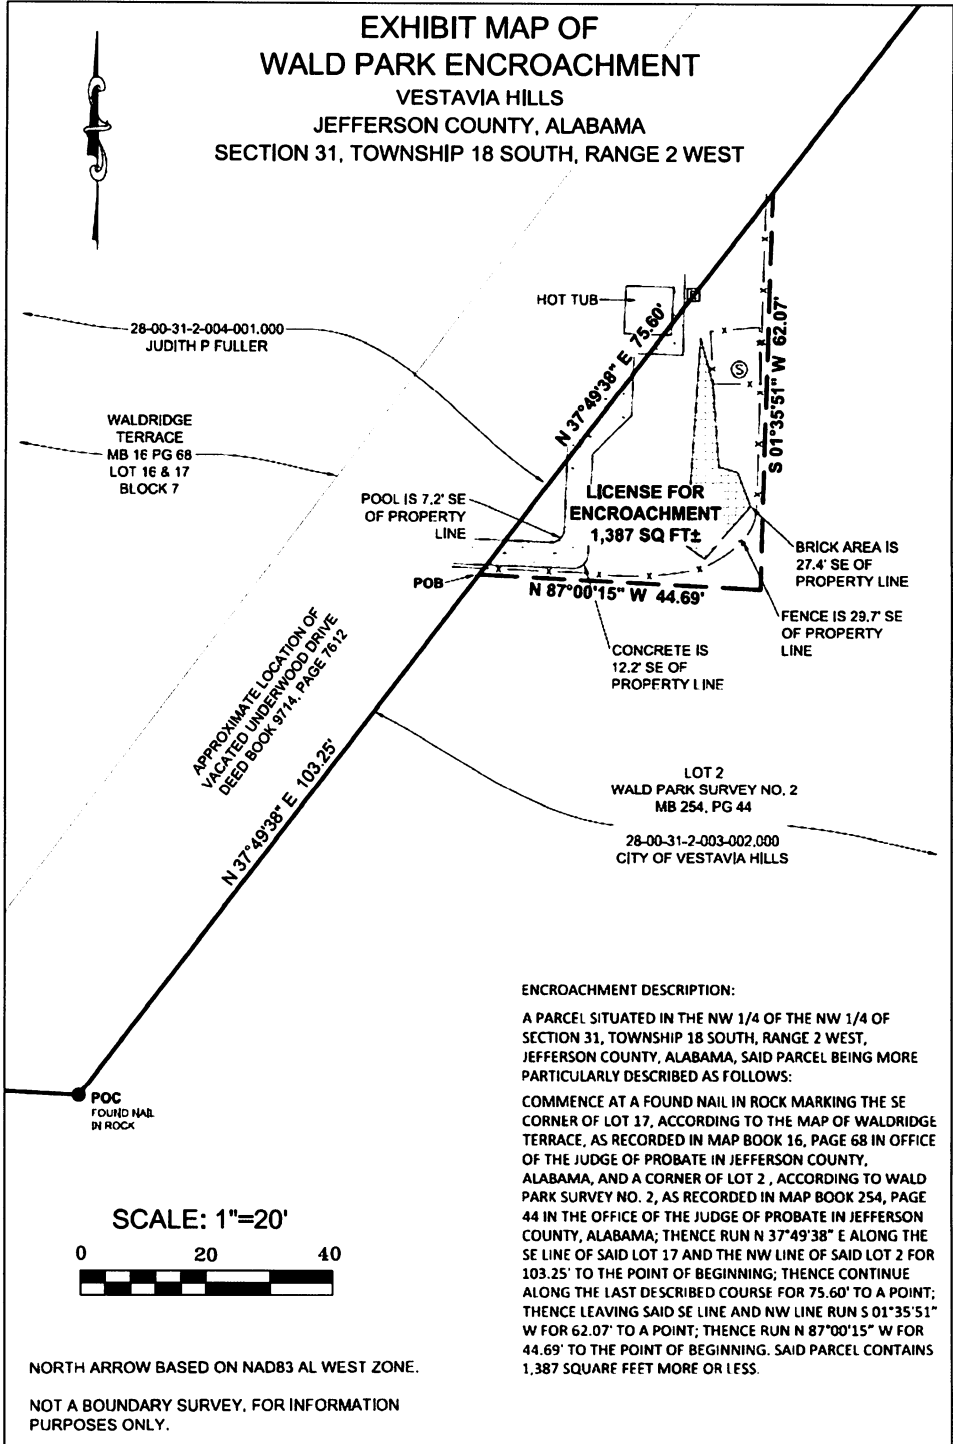 EXHIBIT MAP OF
WALD PARK ENCROACHMENT
VESTAVIA HILLS
JEFFERSON COUNTY, ALABAMA
SECTION 31, TOWNSHIP 18 SOUTH, RANGE 2 WEST
HOT TUB
28-00-31-2-004-001.000
JUDITH P FULLER
WALDRIDGE
TERRACE
MB 16 PG 68
LOT 16 & 17
BLOCK 7
N 37°49'38" E 75.60'
S 01°35'51" W 62.07'
S
POOL IS 7.2' SE
OF PROPERTY
LINE
LICENSE FOR
ENCROACHMENT
1,387 SQ FT±
BRICK AREA IS
27.4' SE OF
PROPERTY LINE
POB
N 87°00'15" W 44.69'
FENCE IS 29.7' SE
OF PROPERTY
LINE
CONCRETE IS
12.2' SE OF
PROPERTY LINE
APPROXIMATE LOCATION OF
VACATED UNDERWOOD DRIVE
DEED BOOK 9714, PAGE 7612
N 37°49'38" E 103.25'
LOT 2
WALD PARK SURVEY NO. 2
MB 254, PG 44
28-00-31-2-003-002.000
CITY OF VESTAVIA HILLS
POC
FOUND NAIL
IN ROCK
ENCROACHMENT DESCRIPTION:
A PARCEL SITUATED IN THE NW 1/4 OF THE NW 1/4 OF
SECTION 31, TOWNSHIP 18 SOUTH, RANGE 2 WEST,
JEFFERSON COUNTY, ALABAMA, SAID PARCEL BEING MORE
PARTICULARLY DESCRIBED AS FOLLOWS:
COMMENCE AT A FOUND NAIL IN ROCK MARKING THE SE
CORNER OF LOT 17, ACCORDING TO THE MAP OF WALDRIDGE
TERRACE, AS RECORDED IN MAP BOOK 16, PAGE 68 IN OFFICE
OF THE JUDGE OF PROBATE IN JEFFERSON COUNTY,
ALABAMA, AND A CORNER OF LOT 2 , ACCORDING TO WALD
PARK SURVEY NO. 2, AS RECORDED IN MAP BOOK 254, PAGE
44 IN THE OFFICE OF THE JUDGE OF PROBATE IN JEFFERSON
COUNTY, ALABAMA; THENCE RUN N 37°49'38" E ALONG THE
SE LINE OF SAID LOT 17 AND THE NW LINE OF SAID LOT 2 FOR
103.25' TO THE POINT OF BEGINNING; THENCE CONTINUE
ALONG THE LAST DESCRIBED COURSE FOR 75.60' TO A POINT;
THENCE LEAVING SAID SE LINE AND NW LINE RUN S 01°35'51"
W FOR 62.07' TO A POINT; THENCE RUN N 87°00'15" W FOR
44.69' TO THE POINT OF BEGINNING. SAID PARCEL CONTAINS
1,387 SQUARE FEET MORE OR LESS.
SCALE: 1"=20'
0 20 40
NORTH ARROW BASED ON NAD83 AL WEST ZONE.
NOT A BOUNDARY SURVEY, FOR INFORMATION
PURPOSES ONLY.